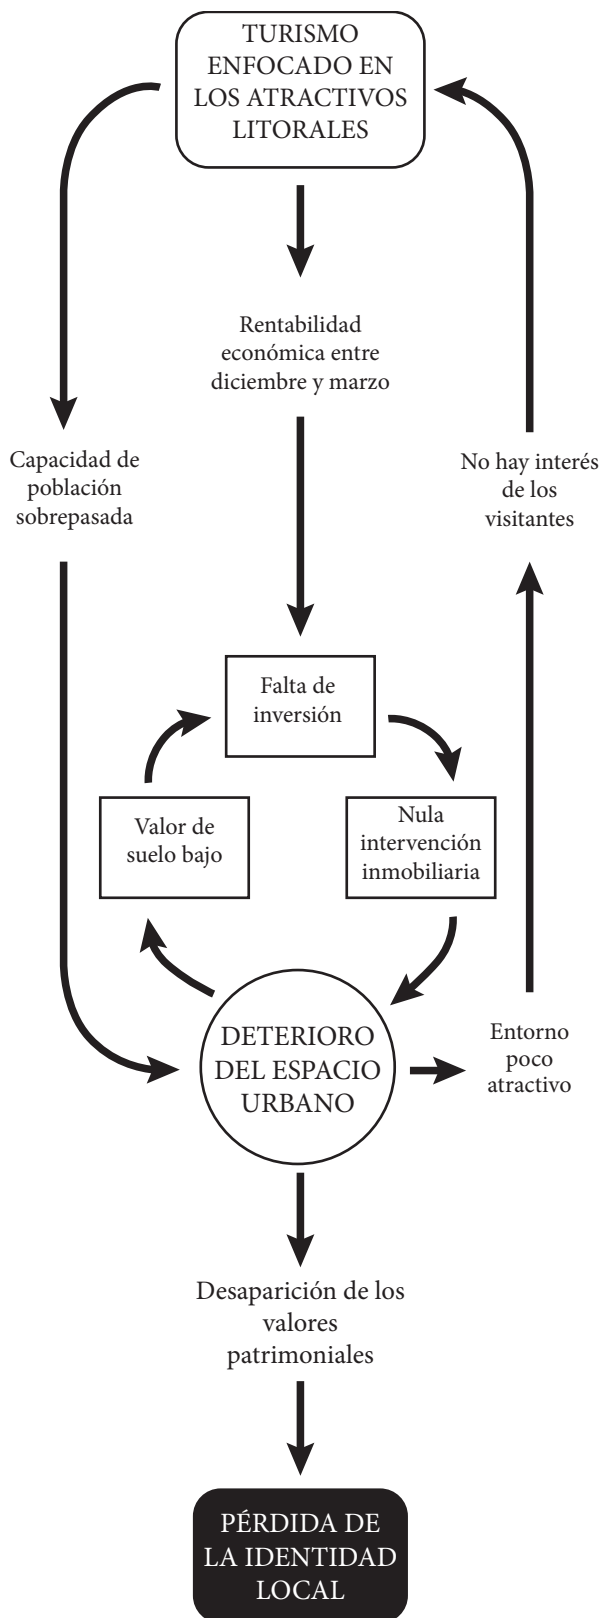 TURISMO
ENFOCADO EN
LOS ATRACTIVOS
LITORALES
Rentabilidad
económica entre
diciembre y marzo
Capacidad de
población
sobrepasada
No hay interés
de los
visitantes
Falta de
inversión
Valor de
suelo bajo
Nula
intervención
inmobiliaria
DETERIORO
DEL ESPACIO
URBANO
Entorno
poco
atractivo
Desaparición de los
valores
patrimoniales
PÉRDIDA DE
LA IDENTIDAD
LOCAL